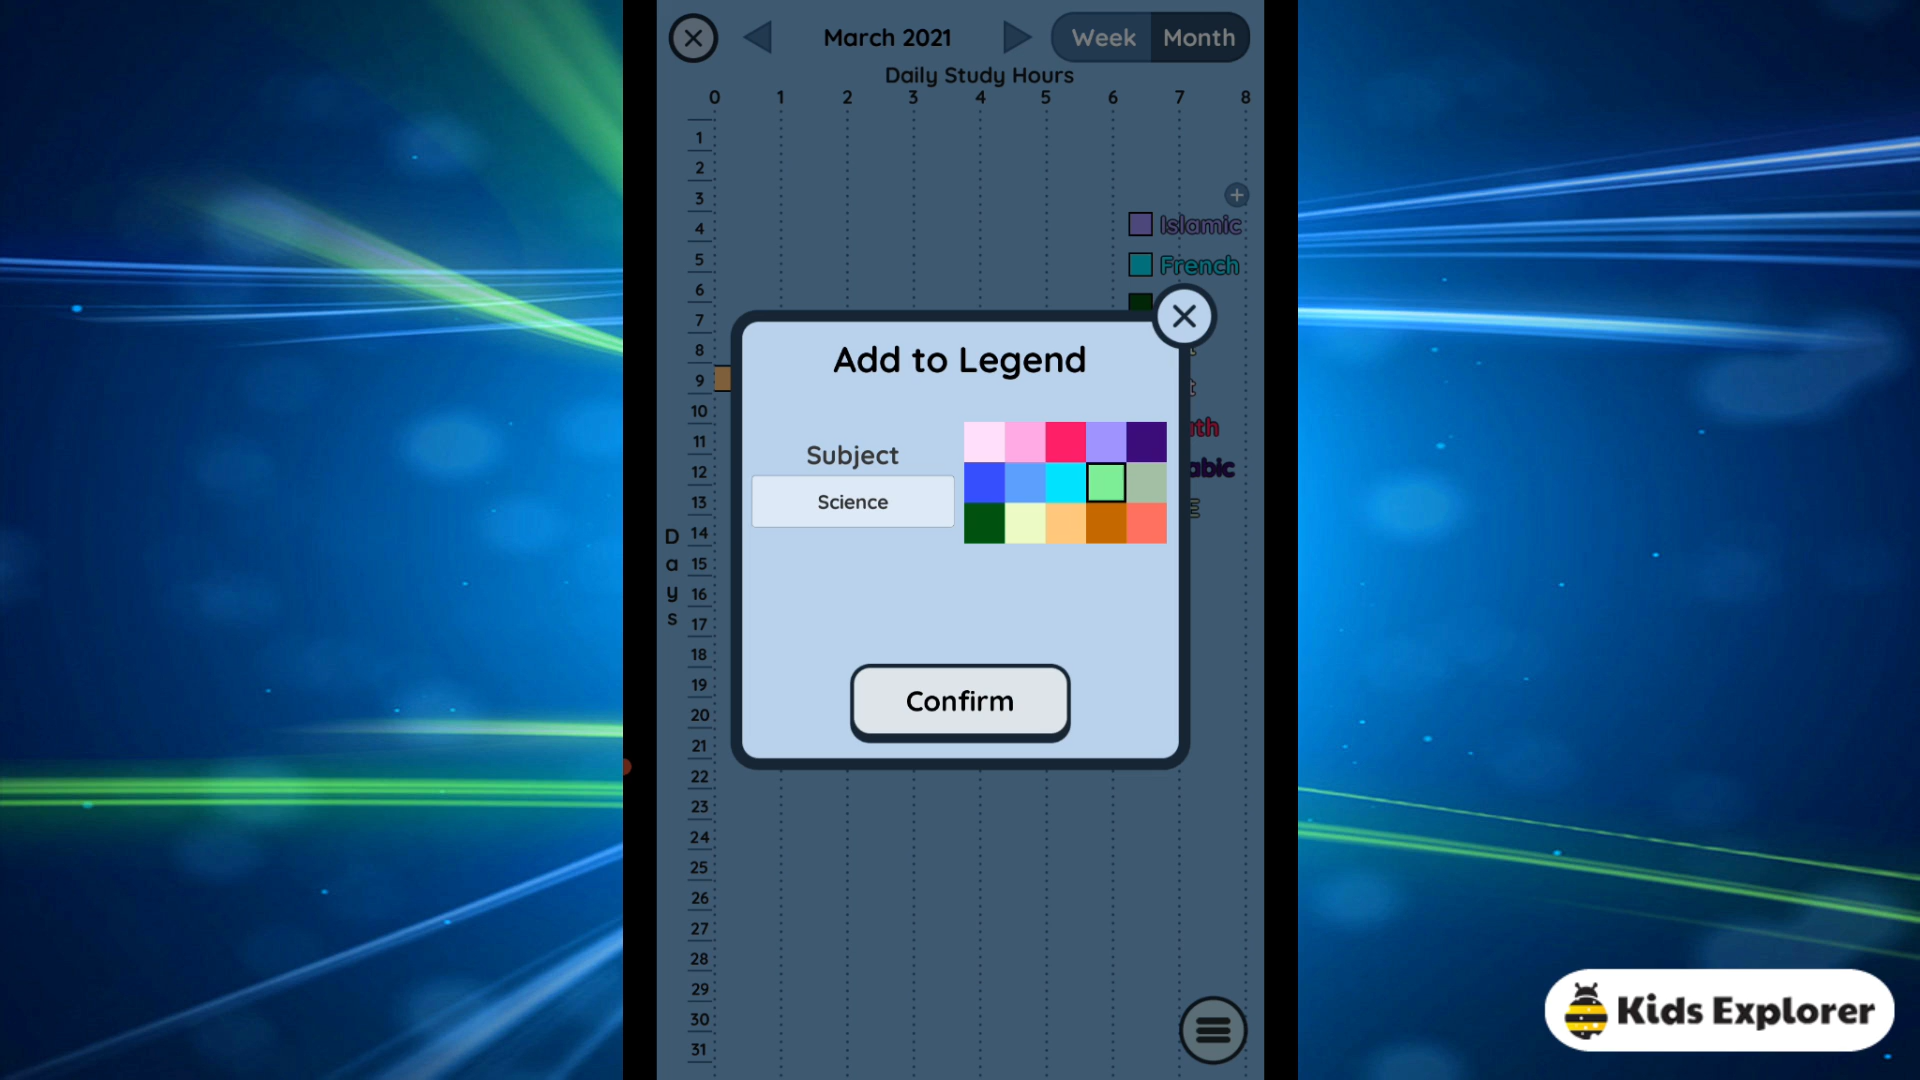 March 2021
Week Month
Daily Study Hours
0 1 2 3 4 5 6 7 8
1
2
3
4
5
6
7
8
9
10
11
12
13
14
15
16
17
18
19
20
21
22
23
24
25
26
27
28
29
30
31
Days
Islamic
French
Add to Legend
Subject
Science
Confirm
Kids Explorer